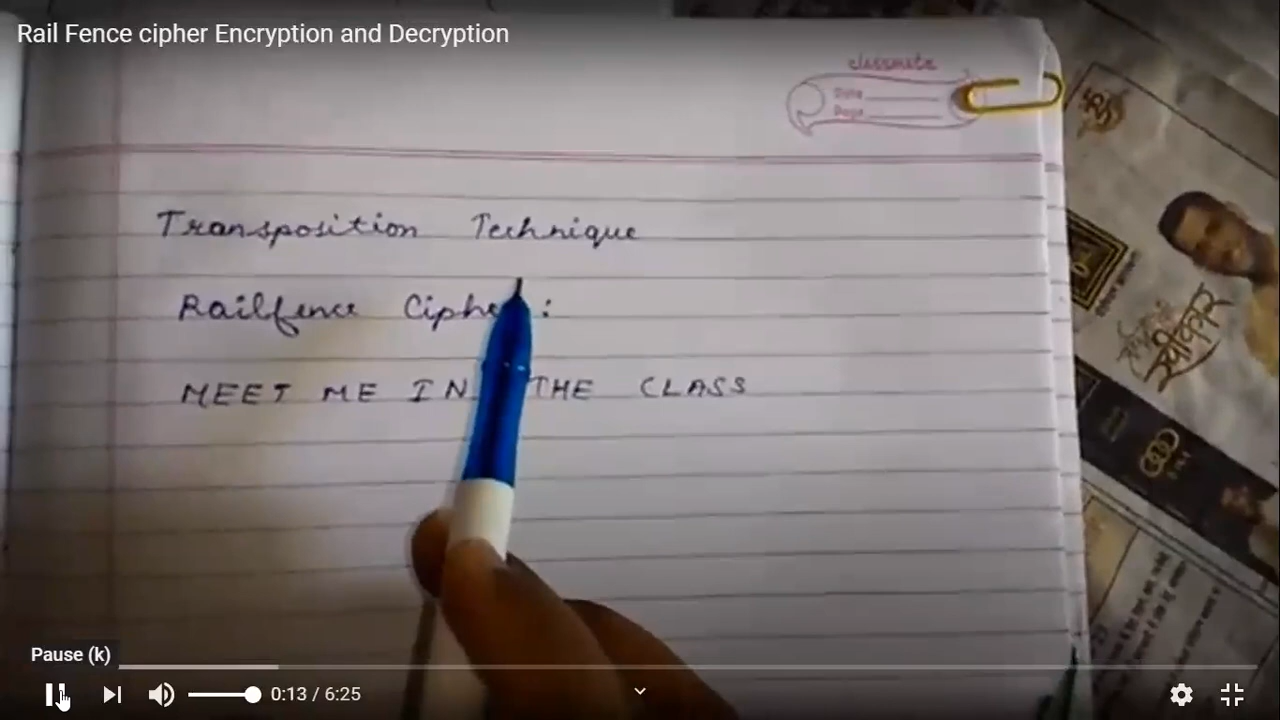 Rail Fence cipher Encryption and Decryption
classmate
Date
Page
Transposition Technique
Railfence Cipher :
MEET ME IN THE CLASS
स्वीकार
Pause (k)
0:13 / 6:25